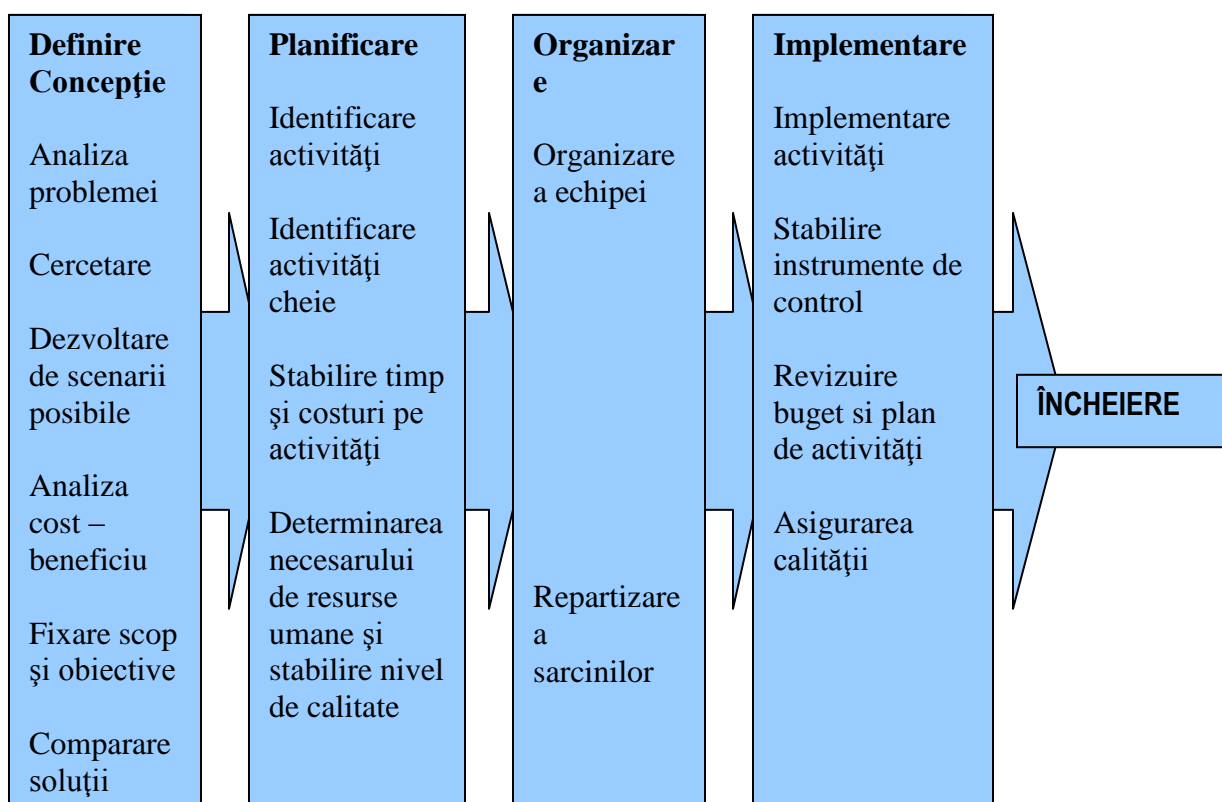 Definire
Concepţie
Analiza
problemei
Cercetare
Dezvoltare
de scenarii
posibile
Analiza
cost –
beneficiu
Fixare scop
şi obiective
Comparare
soluţii
Planificare
Identificare
activităţi
Identificare
activităţi
cheie
Stabilire timp
şi costuri pe
activităţi
Determinarea
necesarului
de resurse
umane şi
stabilire nivel
de calitate
Organizar
e
Organizare
a echipei
Repartizare
a
sarcinilor
Implementare
Implementare
activităţi
Stabilire
instrumente de
control
Revizuire
buget si plan
de activităţi
Asigurarea
calităţii
ÎNCHEIERE